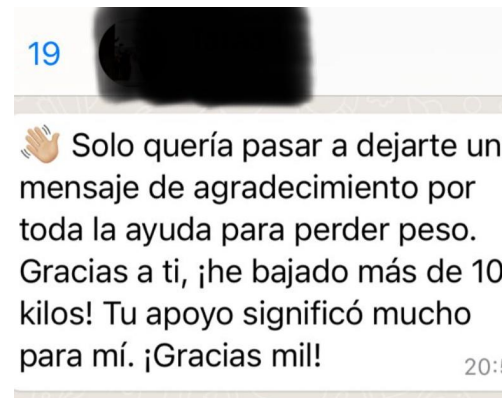 19
👋🏼 Solo quería pasar a dejarte un
mensaje de agradecimiento por
toda la ayuda para perder peso.
Gracias a ti, ¡he bajado más de 10
kilos! Tu apoyo significó mucho
para mí. ¡Gracias mil!